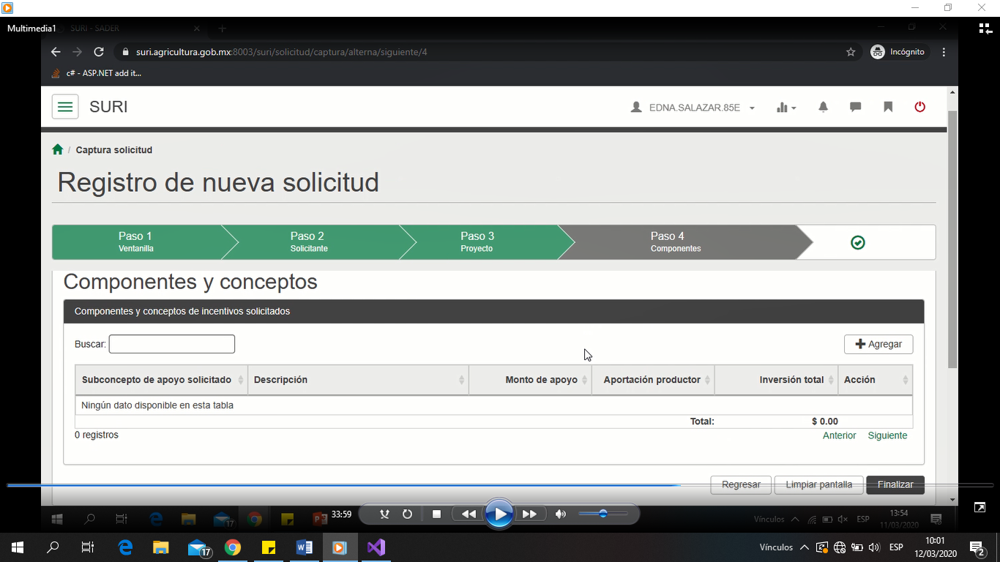 Multimedia1
SURI - SADER
suri.agricultura.gob.mx:8003/suri/solicitud/captura/alterna/siguiente/4
Incógnito
c# - ASP.NET add it...
SURI
EDNA.SALAZAR.85E
/ Captura solicitud
Registro de nueva solicitud
Paso 1
Ventanilla
Paso 2
Solicitante
Paso 3
Proyecto
Paso 4
Componentes
Componentes y conceptos
Componentes y conceptos de incentivos solicitados
Buscar:
Agregar
Subconcepto de apoyo solicitado Descripción Monto de apoyo Aportación productor Inversión total Acción
Ningún dato disponible en esta tabla
Total: $ 0.00
0 registros
Anterior Siguiente
Regresar Limpiar pantalla Finalizar
17
33:59
Vínculos ESP 13:54
11/03/2020
17
Vínculos ESP 10:01
12/03/2020
2